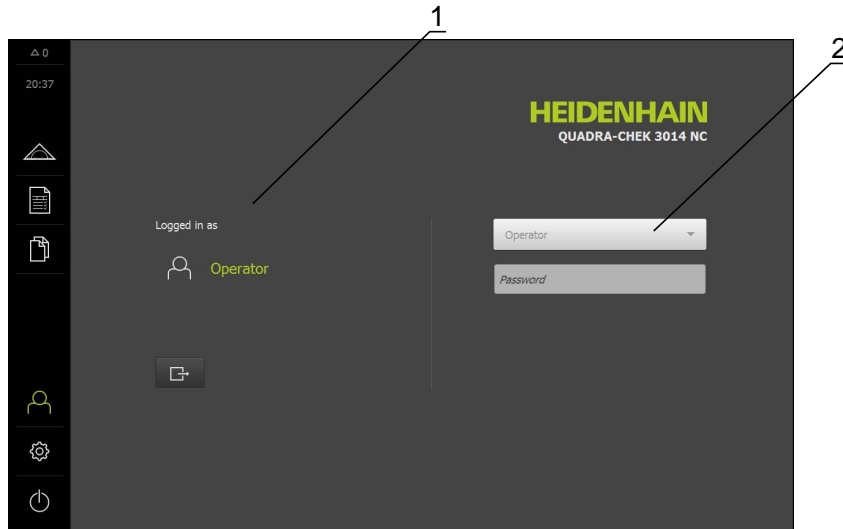 1
2
△ 0
20:37
HEIDENHAIN
QUADRA-CHEK 3014 NC
Logged in as
Operator
Operator
Password